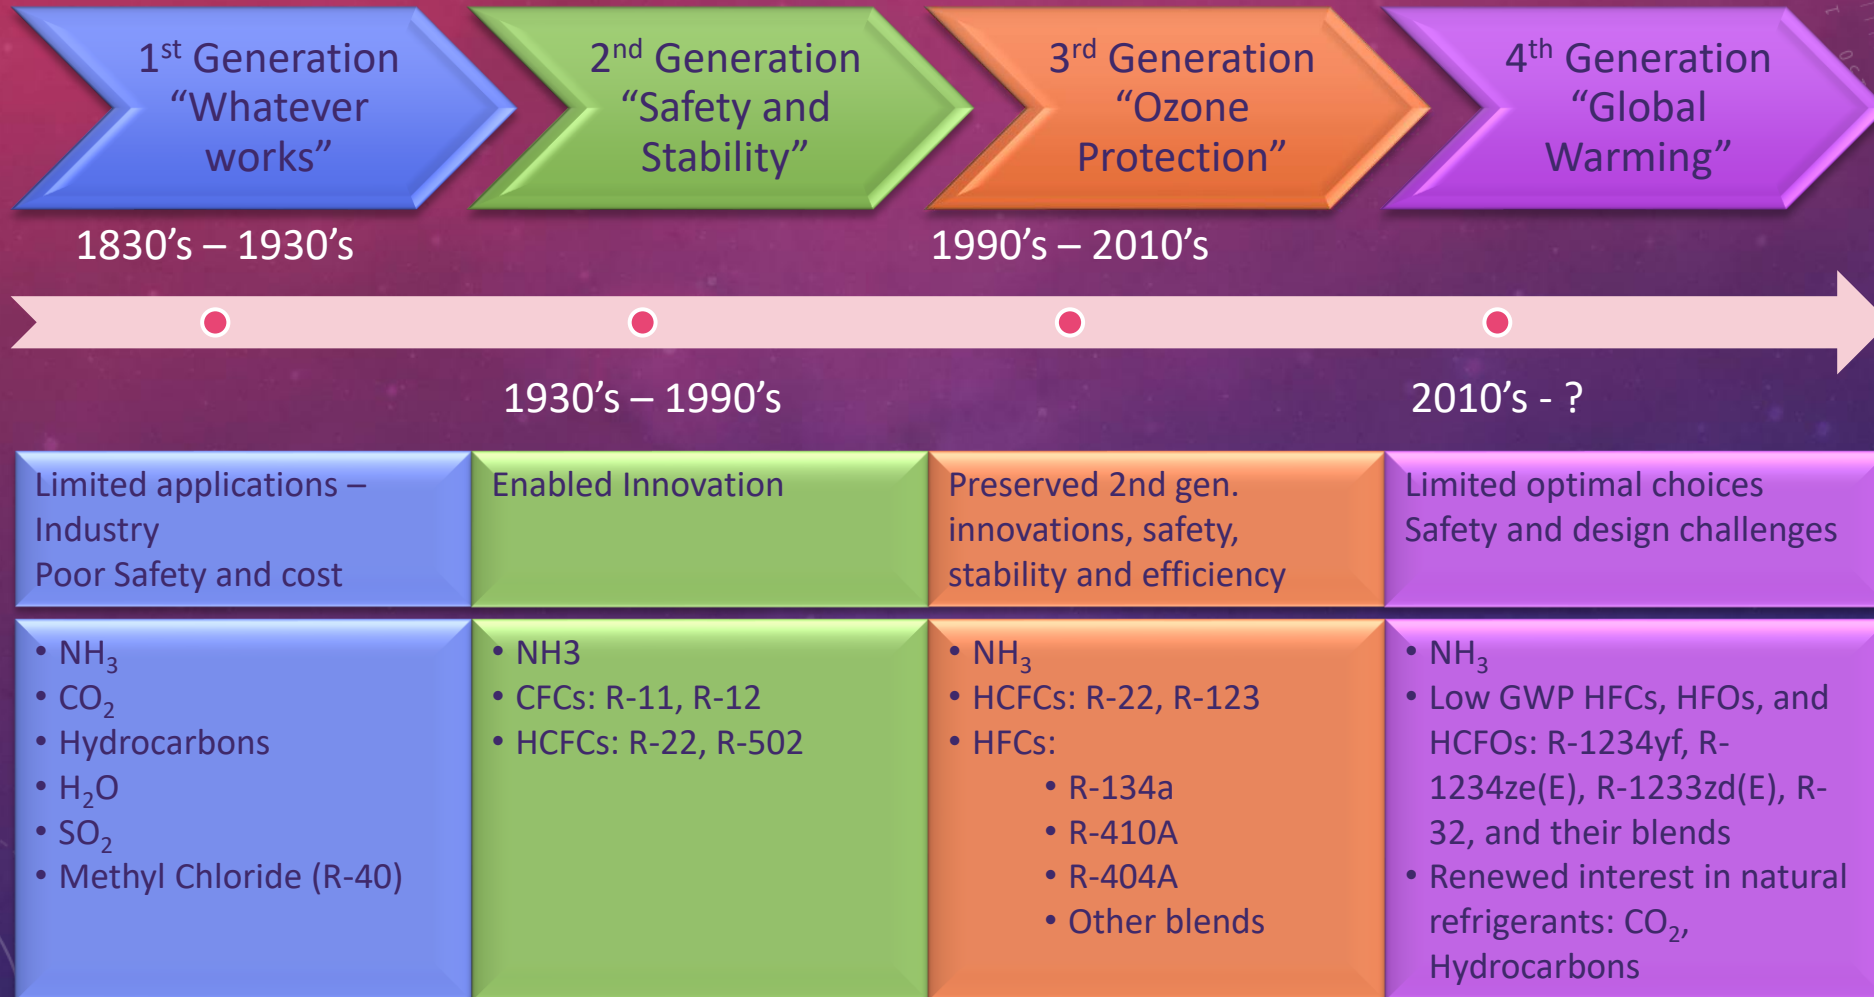 1st Generation
“Whatever
works”
2nd Generation
“Safety and
Stability”
3rd Generation
“Ozone
Protection”
4th Generation
“Global
Warming”
1830’s – 1930’s
1990’s – 2010’s
1930’s – 1990’s
2010’s - ?
Limited applications –
Industry
Poor Safety and cost
Enabled Innovation
Preserved 2nd gen.
innovations, safety,
stability and efficiency
Limited optimal choices
Safety and design challenges
• NH₃
• CO₂
• Hydrocarbons
• H₂O
• SO₂
• Methyl Chloride (R-40)
• NH3
• CFCs: R-11, R-12
• HCFCs: R-22, R-502
• NH₃
• HCFCs: R-22, R-123
• HFCs:
• R-134a
• R-410A
• R-404A
• Other blends
• NH₃
• Low GWP HFCs, HFOs, and
HCFOs: R-1234yf, R-
1234ze(E), R-1233zd(E), R-
32, and their blends
• Renewed interest in natural
refrigerants: CO₂,
Hydrocarbons